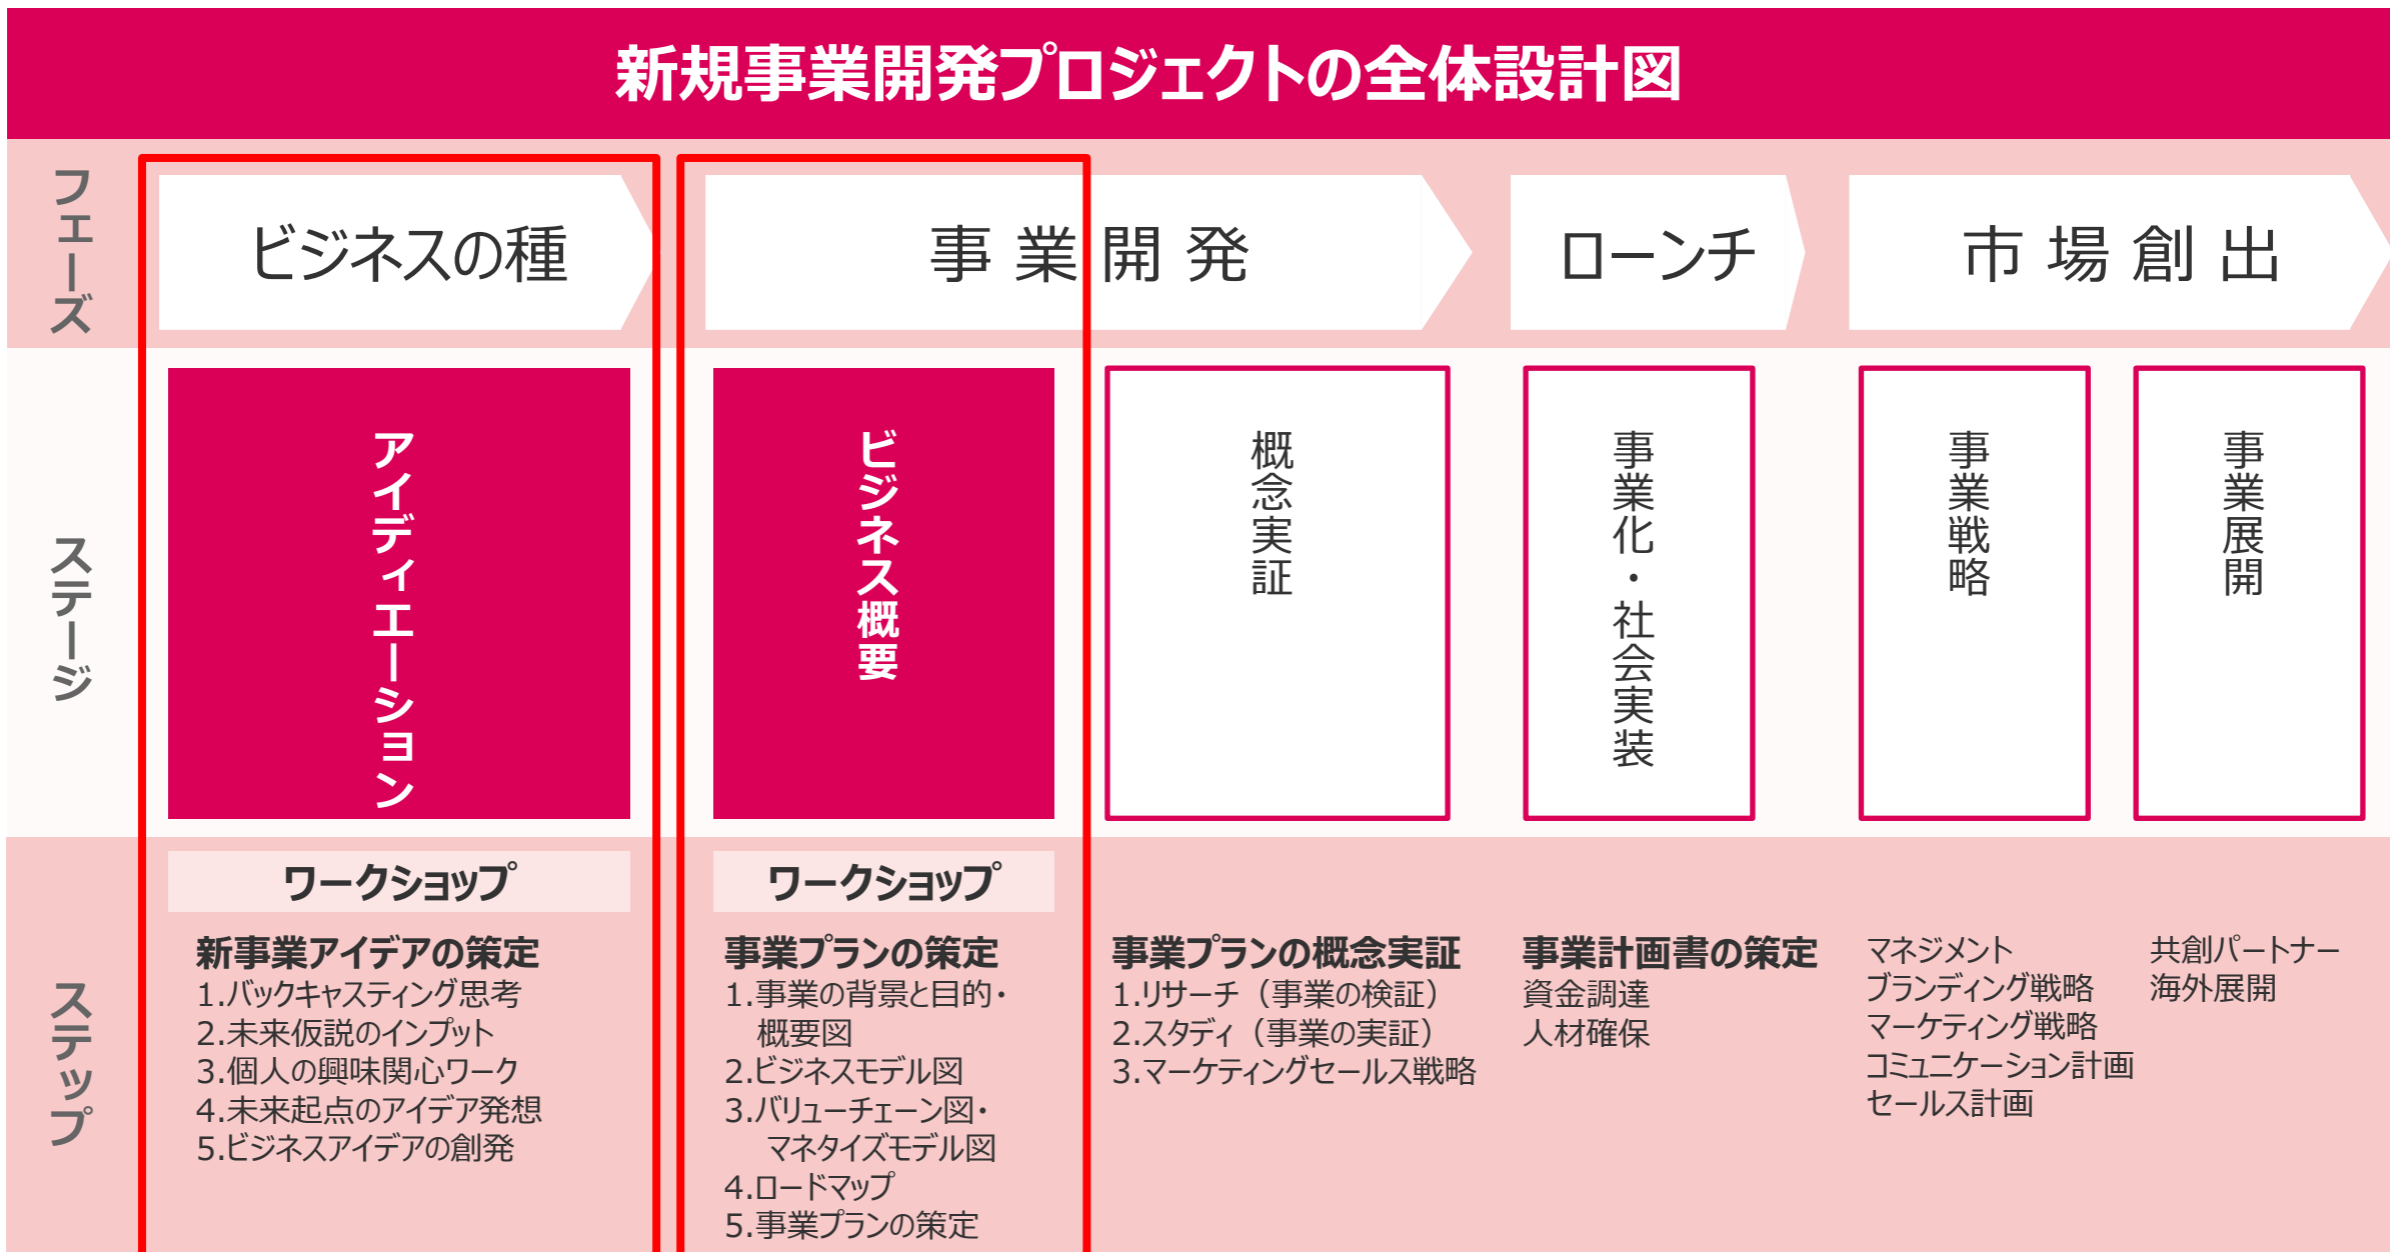 新規事業開発プロジェクトの全体設計図
フェーズ
ビジネスの種
事業開発
ローンチ
市場創出
ステージ
アイディエーション
ビジネス概要
概念実証
事業化・社会実装
事業戦略
事業展開
ステップ
ワークショップ
新事業アイデアの策定
1.バックキャスティング思考
2.未来仮説のインプット
3.個人の興味関心ワーク
4.未来起点のアイデア発想
5.ビジネスアイデアの創発
ワークショップ
事業プランの策定
1.事業の背景と目的・
概要図
2.ビジネスモデル図
3.バリューチェーン図・
マネタイズモデル図
4.ロードマップ
5.事業プランの策定
事業プランの概念実証
1.リサーチ（事業の検証）
2.スタディ（事業の実証）
3.マーケティングセールス戦略
事業計画書の策定
資金調達
人材確保
マネジメント
ブランディング戦略
マーケティング戦略
コミュニケーション計画
セールス計画
共創パートナー
海外展開